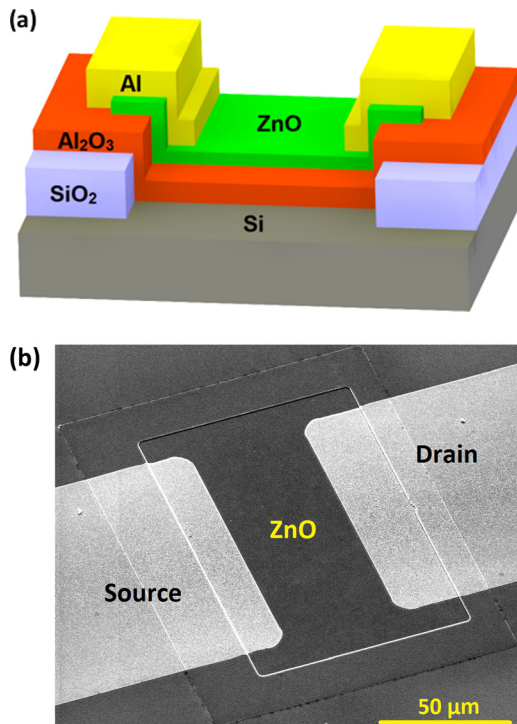 (a)
Al
ZnO
Al₂O₃
SiO₂
Si
(b)
Drain
ZnO
Source
50 µm